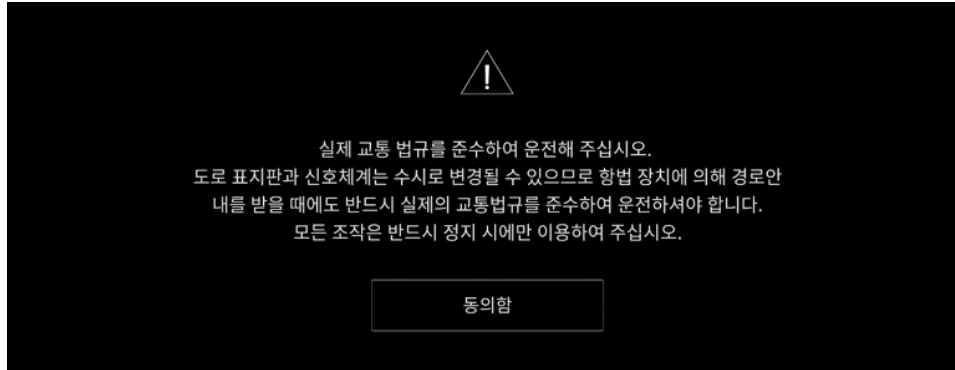 실제 교통 법규를 준수하여 운전해 주십시오.
도로 표지판과 신호체계는 수시로 변경될 수 있으므로 항법 장치에 의해 경로안
내를 받을 때에도 반드시 실제의 교통법규를 준수하여 운전하셔야 합니다.
모든 조작은 반드시 정지 시에만 이용하여 주십시오.
동의함